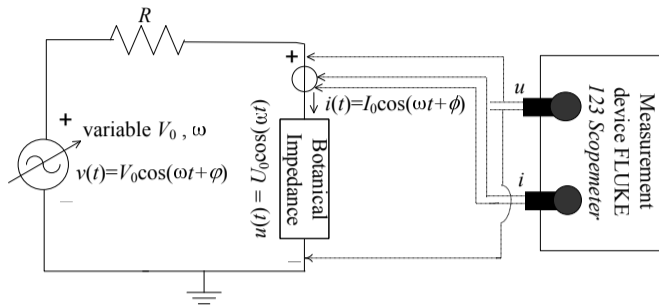 R
+
+
u
i(t)=I₀cos(ωt+ϕ)
variable V₀ , ω
v(t)=V₀cos(ωt+φ)
u(t) = U₀cos(ωt)
Botanical
Impedance
i
Measurement
device FLUKE
123 Scopemeter